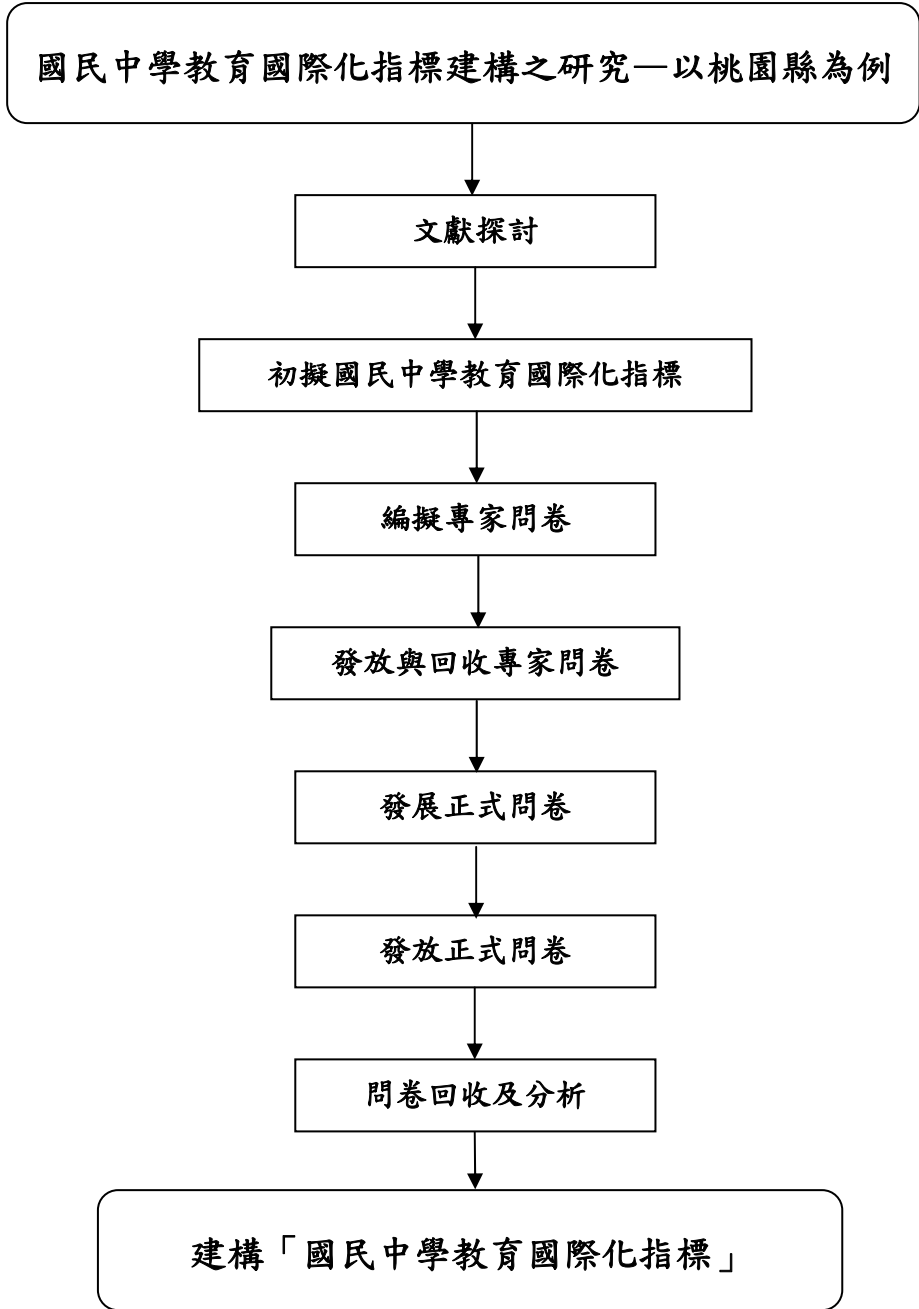 國民中學教育國際化指標建構之研究—以桃園縣為例
文獻探討
初擬國民中學教育國際化指標
編擬專家問卷
發放與回收專家問卷
發展正式問卷
發放正式問卷
問卷回收及分析
建構「國民中學教育國際化指標」